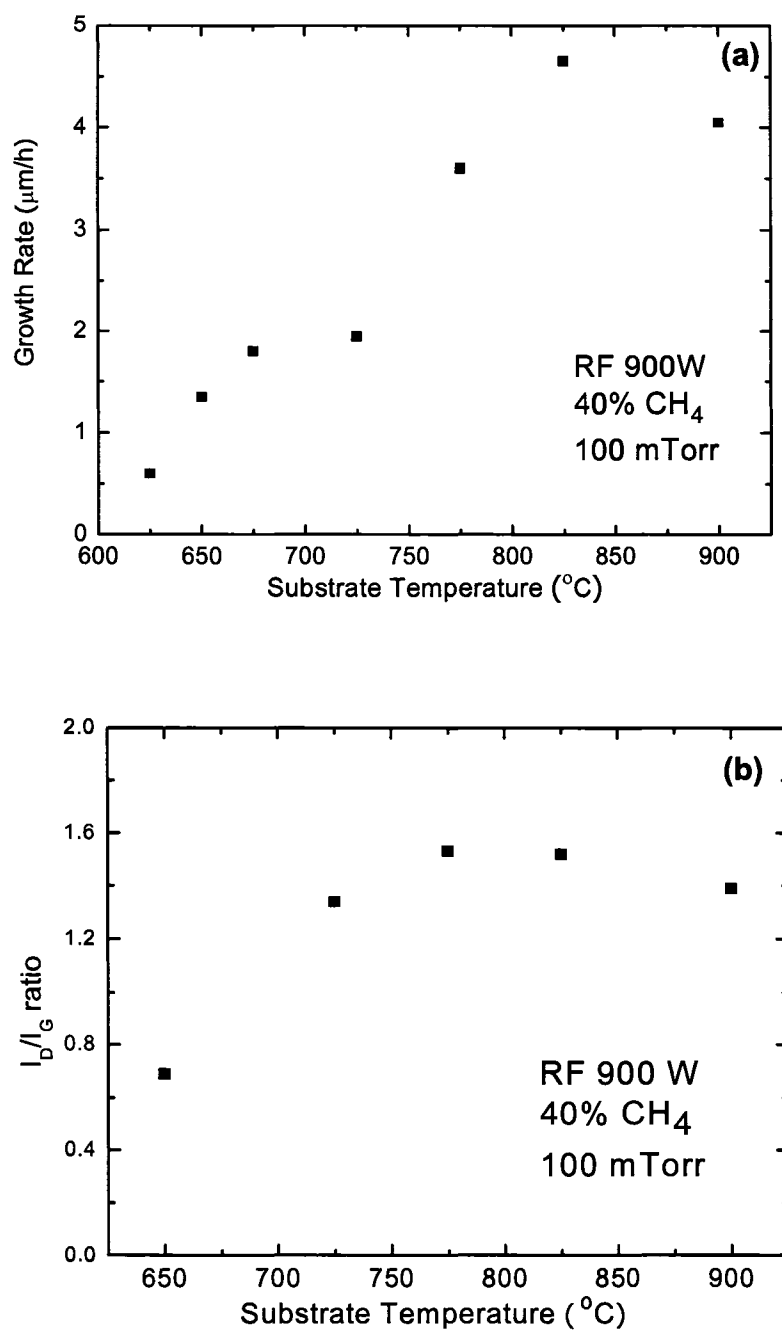 (a)
5
4
3
2
1
0
Growth Rate (μm/h)
RF 900W
40% CH₄
100 mTorr
600 650 700 750 800 850 900
Substrate Temperature (°C)
(b)
2.0
1.6
1.2
0.8
0.4
0.0
I_D/I_G ratio
RF 900 W
40% CH₄
100 mTorr
650 700 750 800 850 900
Substrate Temperature (°C)